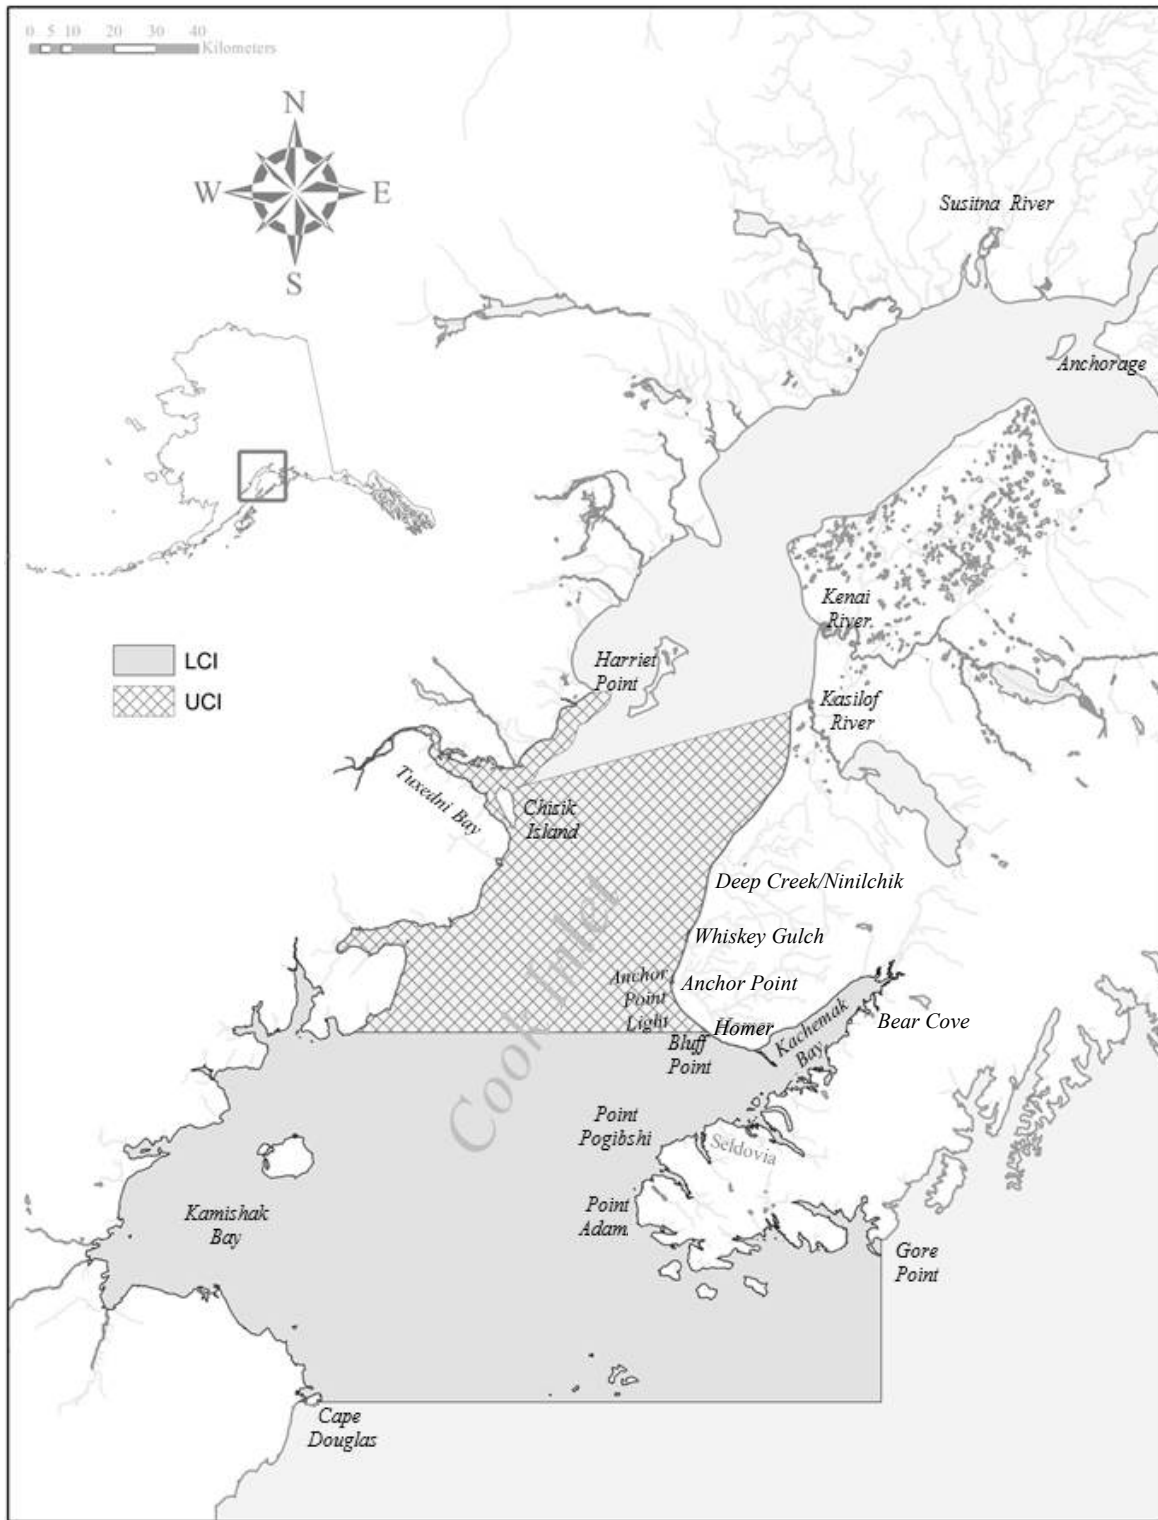 0 5 10 20 30 40
Kilometers
N
W E
S
Susitna River
Anchorage
Kenai
River
LCI
UCI
Harriet
Point
Kasilof
River
Tuxedni Bay
Chisik
Island
Deep Creek/Ninilchik
Whiskey Gulch
Cook Inlet
Anchor
Point
Light
Anchor Point
Homer
Bluff
Point
Kachemak
Bay
Bear Cove
Point
Pogibshi
Seldovia
Point
Adam
Kamishak
Bay
Gore
Point
Cape
Douglas